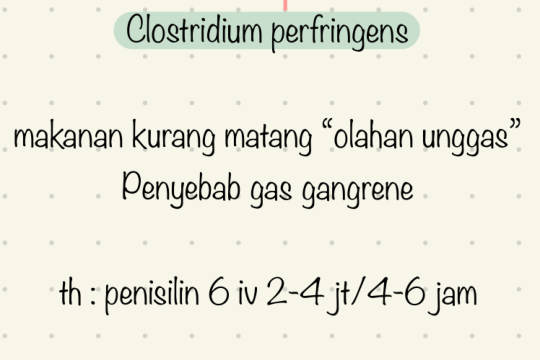 Clostridium perfringens
makanan kurang matang “olahan unggas”
Penyebab gas gangrene
th : penisilin G iv 2-4 jt/4-6 jam